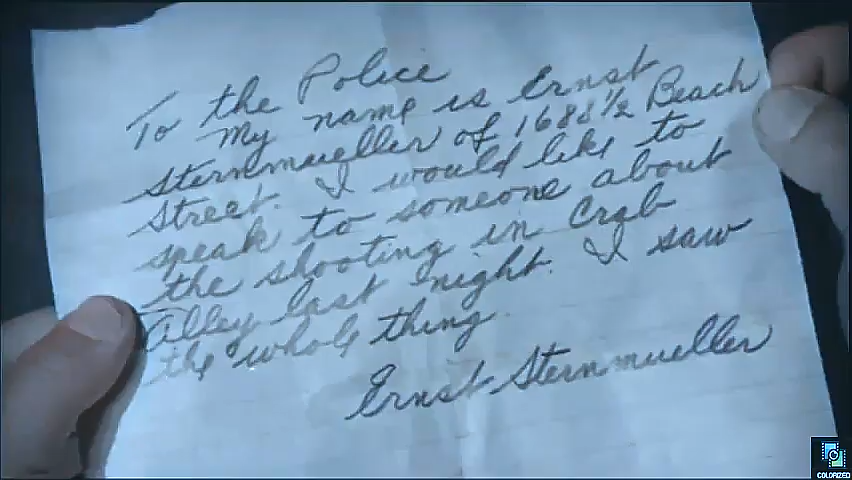 To the Police
My name is Ernst
Sternmueller of 1688½ Beach
Street. I would like to
speak to someone about
the shooting in Crab
Alley last night. I saw
the whole thing.
Ernst Sternmueller
COLORIZED